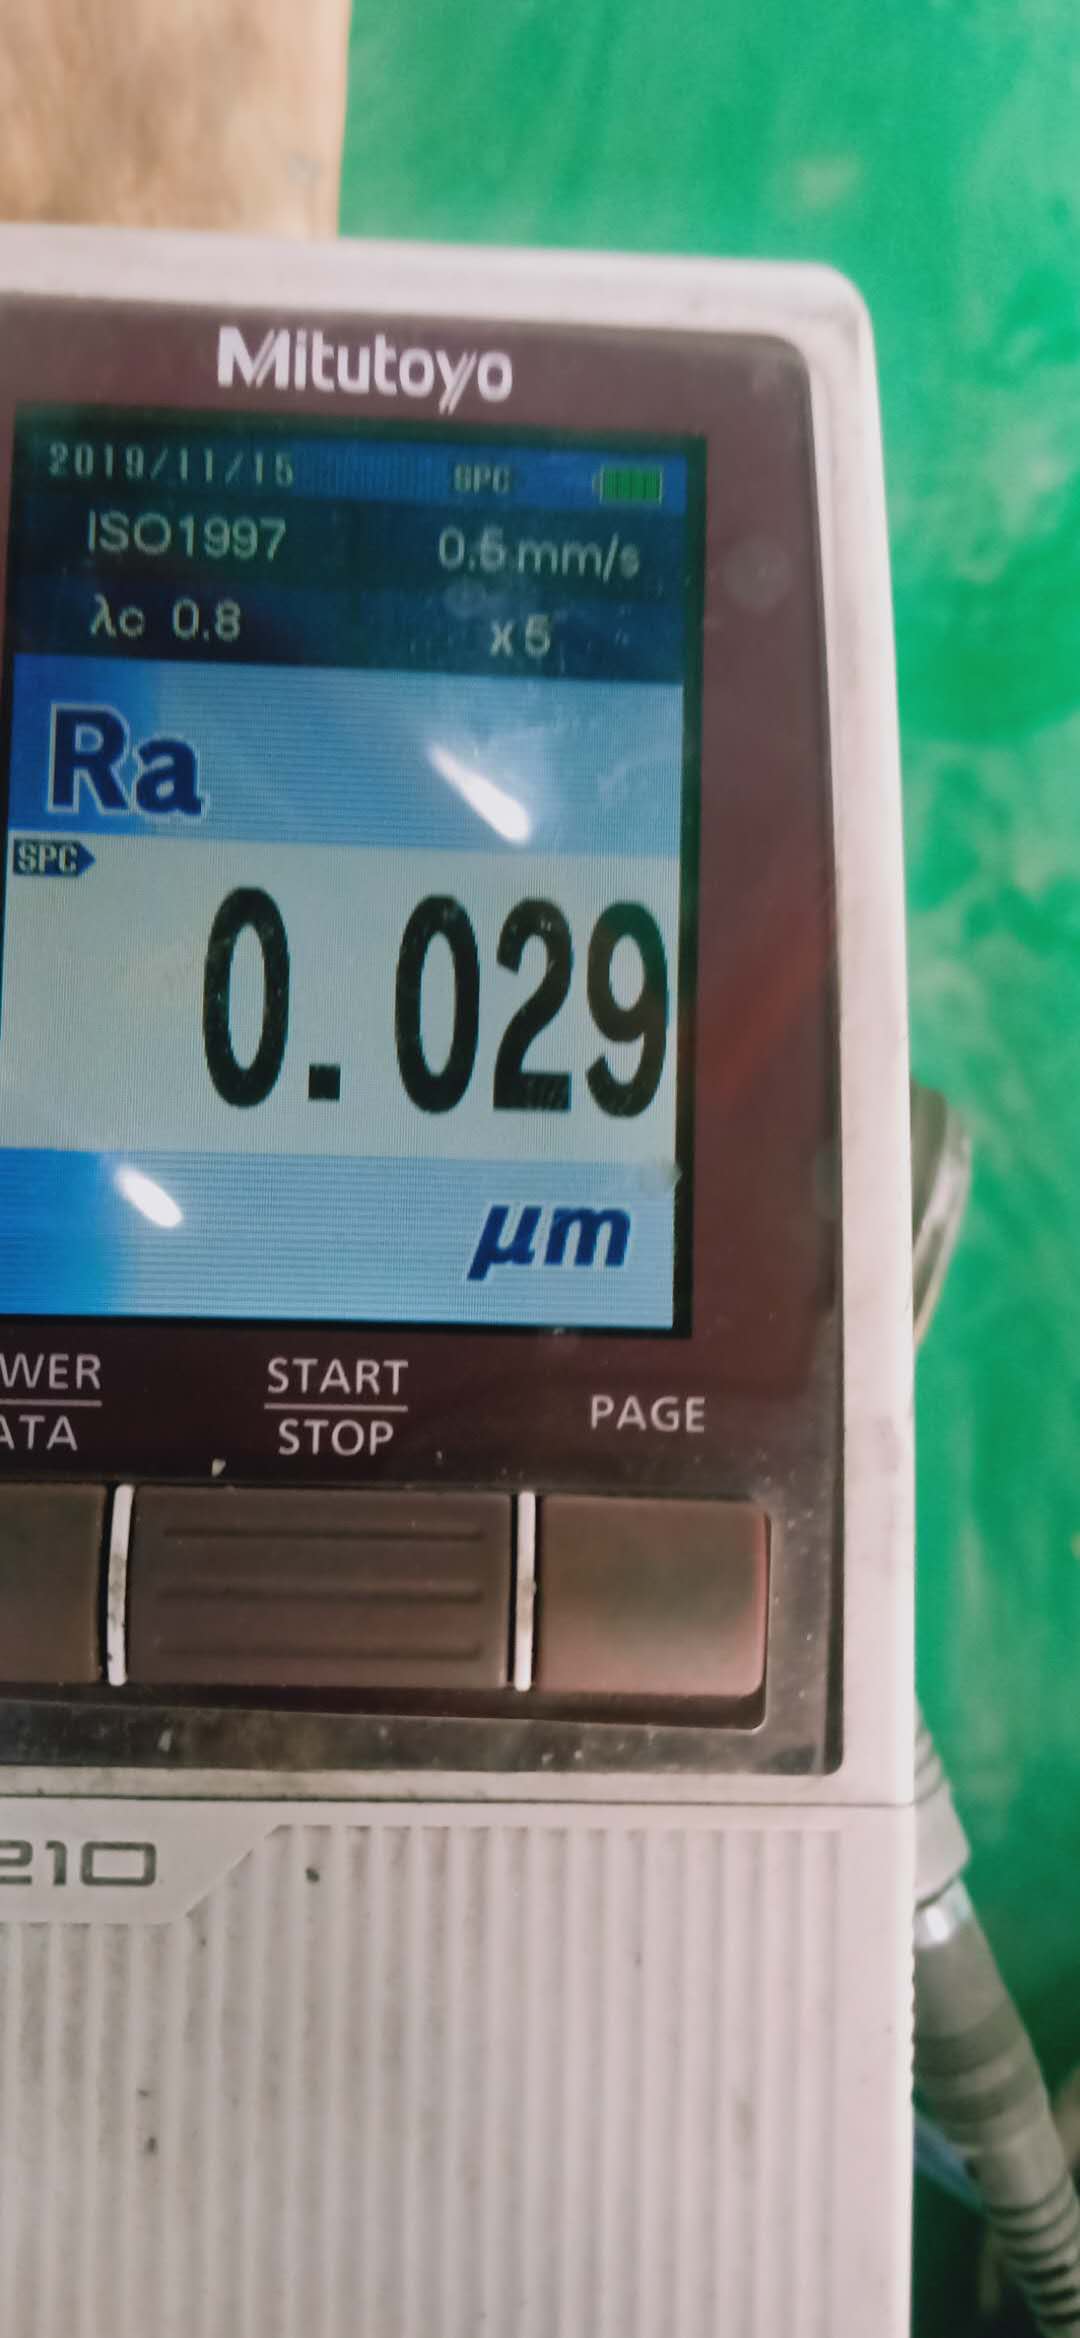 Mitutoyo
2019/11/15 SPC
ISO1997 0.5mm/s
λc 0.8 x5
Ra
SPC
0.029
µm
WER START PAGE
ATA STOP
210